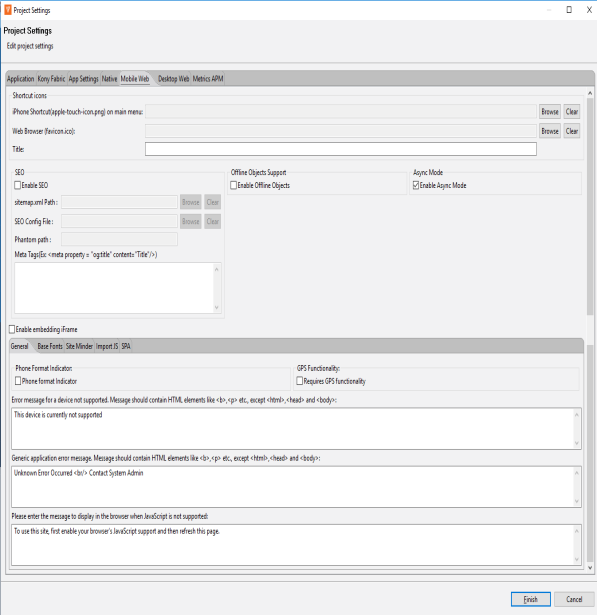 Project Settings
Project Settings
Edit project settings
Application Kony Fabric App Settings Native Mobile Web Desktop Web Metrics APM
Shortcut icons
iPhone Shortcut(apple-touch-icon.png) on main menu: Browse Clear
Web Browser (favicon.ico): Browse Clear
Title:
SEO Offline Objects Support Async Mode
Enable SEO Enable Offline Objects Enable Async Mode
sitemap.xml Path : Browse Clear
SEO Config File : Browse Clear
Phantom path :
Meta Tags(Ex: <meta property = "og:title" content="Title"/>)
Enable embedding iFrame
General Base Fonts Site Minder Import JS SPA
Phone Format Indicator: GPS Functionality:
Phone format Indicator Requires GPS functionality
Error message for a device not supported. Message should contain HTML elements like <b>,<p> etc., except <html>,<head> and <body>:
This device is currently not supported
Generic application error message. Message should contain HTML elements like <b>,<p> etc., except <html>,<head> and <body>:
Unknown Error Occurred <br/> Contact System Admin
Please enter the message to display in the browser when JavaScript is not supported:
To use this site, first enable your browser's JavaScript support and then refresh this page.
Finish Cancel